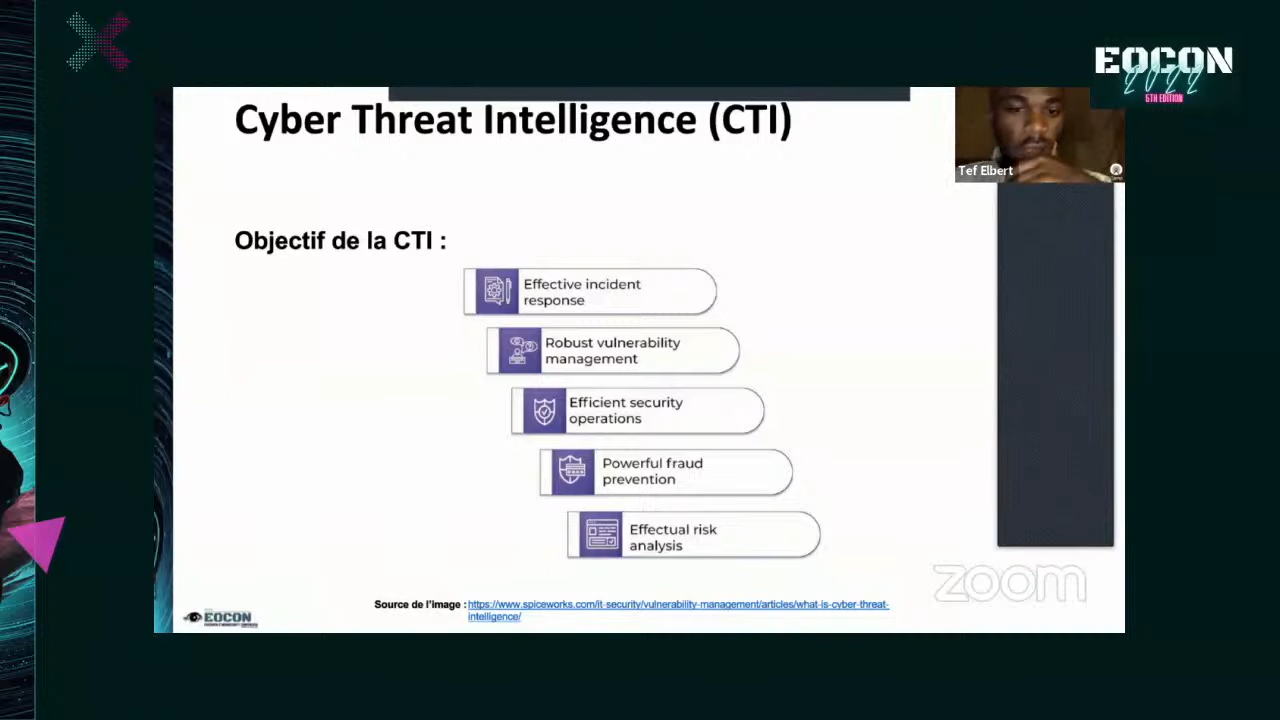 EOCON
2022
5TH EDITION
Cyber Threat Intelligence (CTI)
Tef Elbert
Objectif de la CTI :
Effective incident
response
Robust vulnerability
management
Efficient security
operations
Powerful fraud
prevention
Effectual risk
analysis
zoom
Source de l'image : https://www.spiceworks.com/it-security/vulnerability-management/articles/what-is-cyber-threat-
intelligence/
EOCON